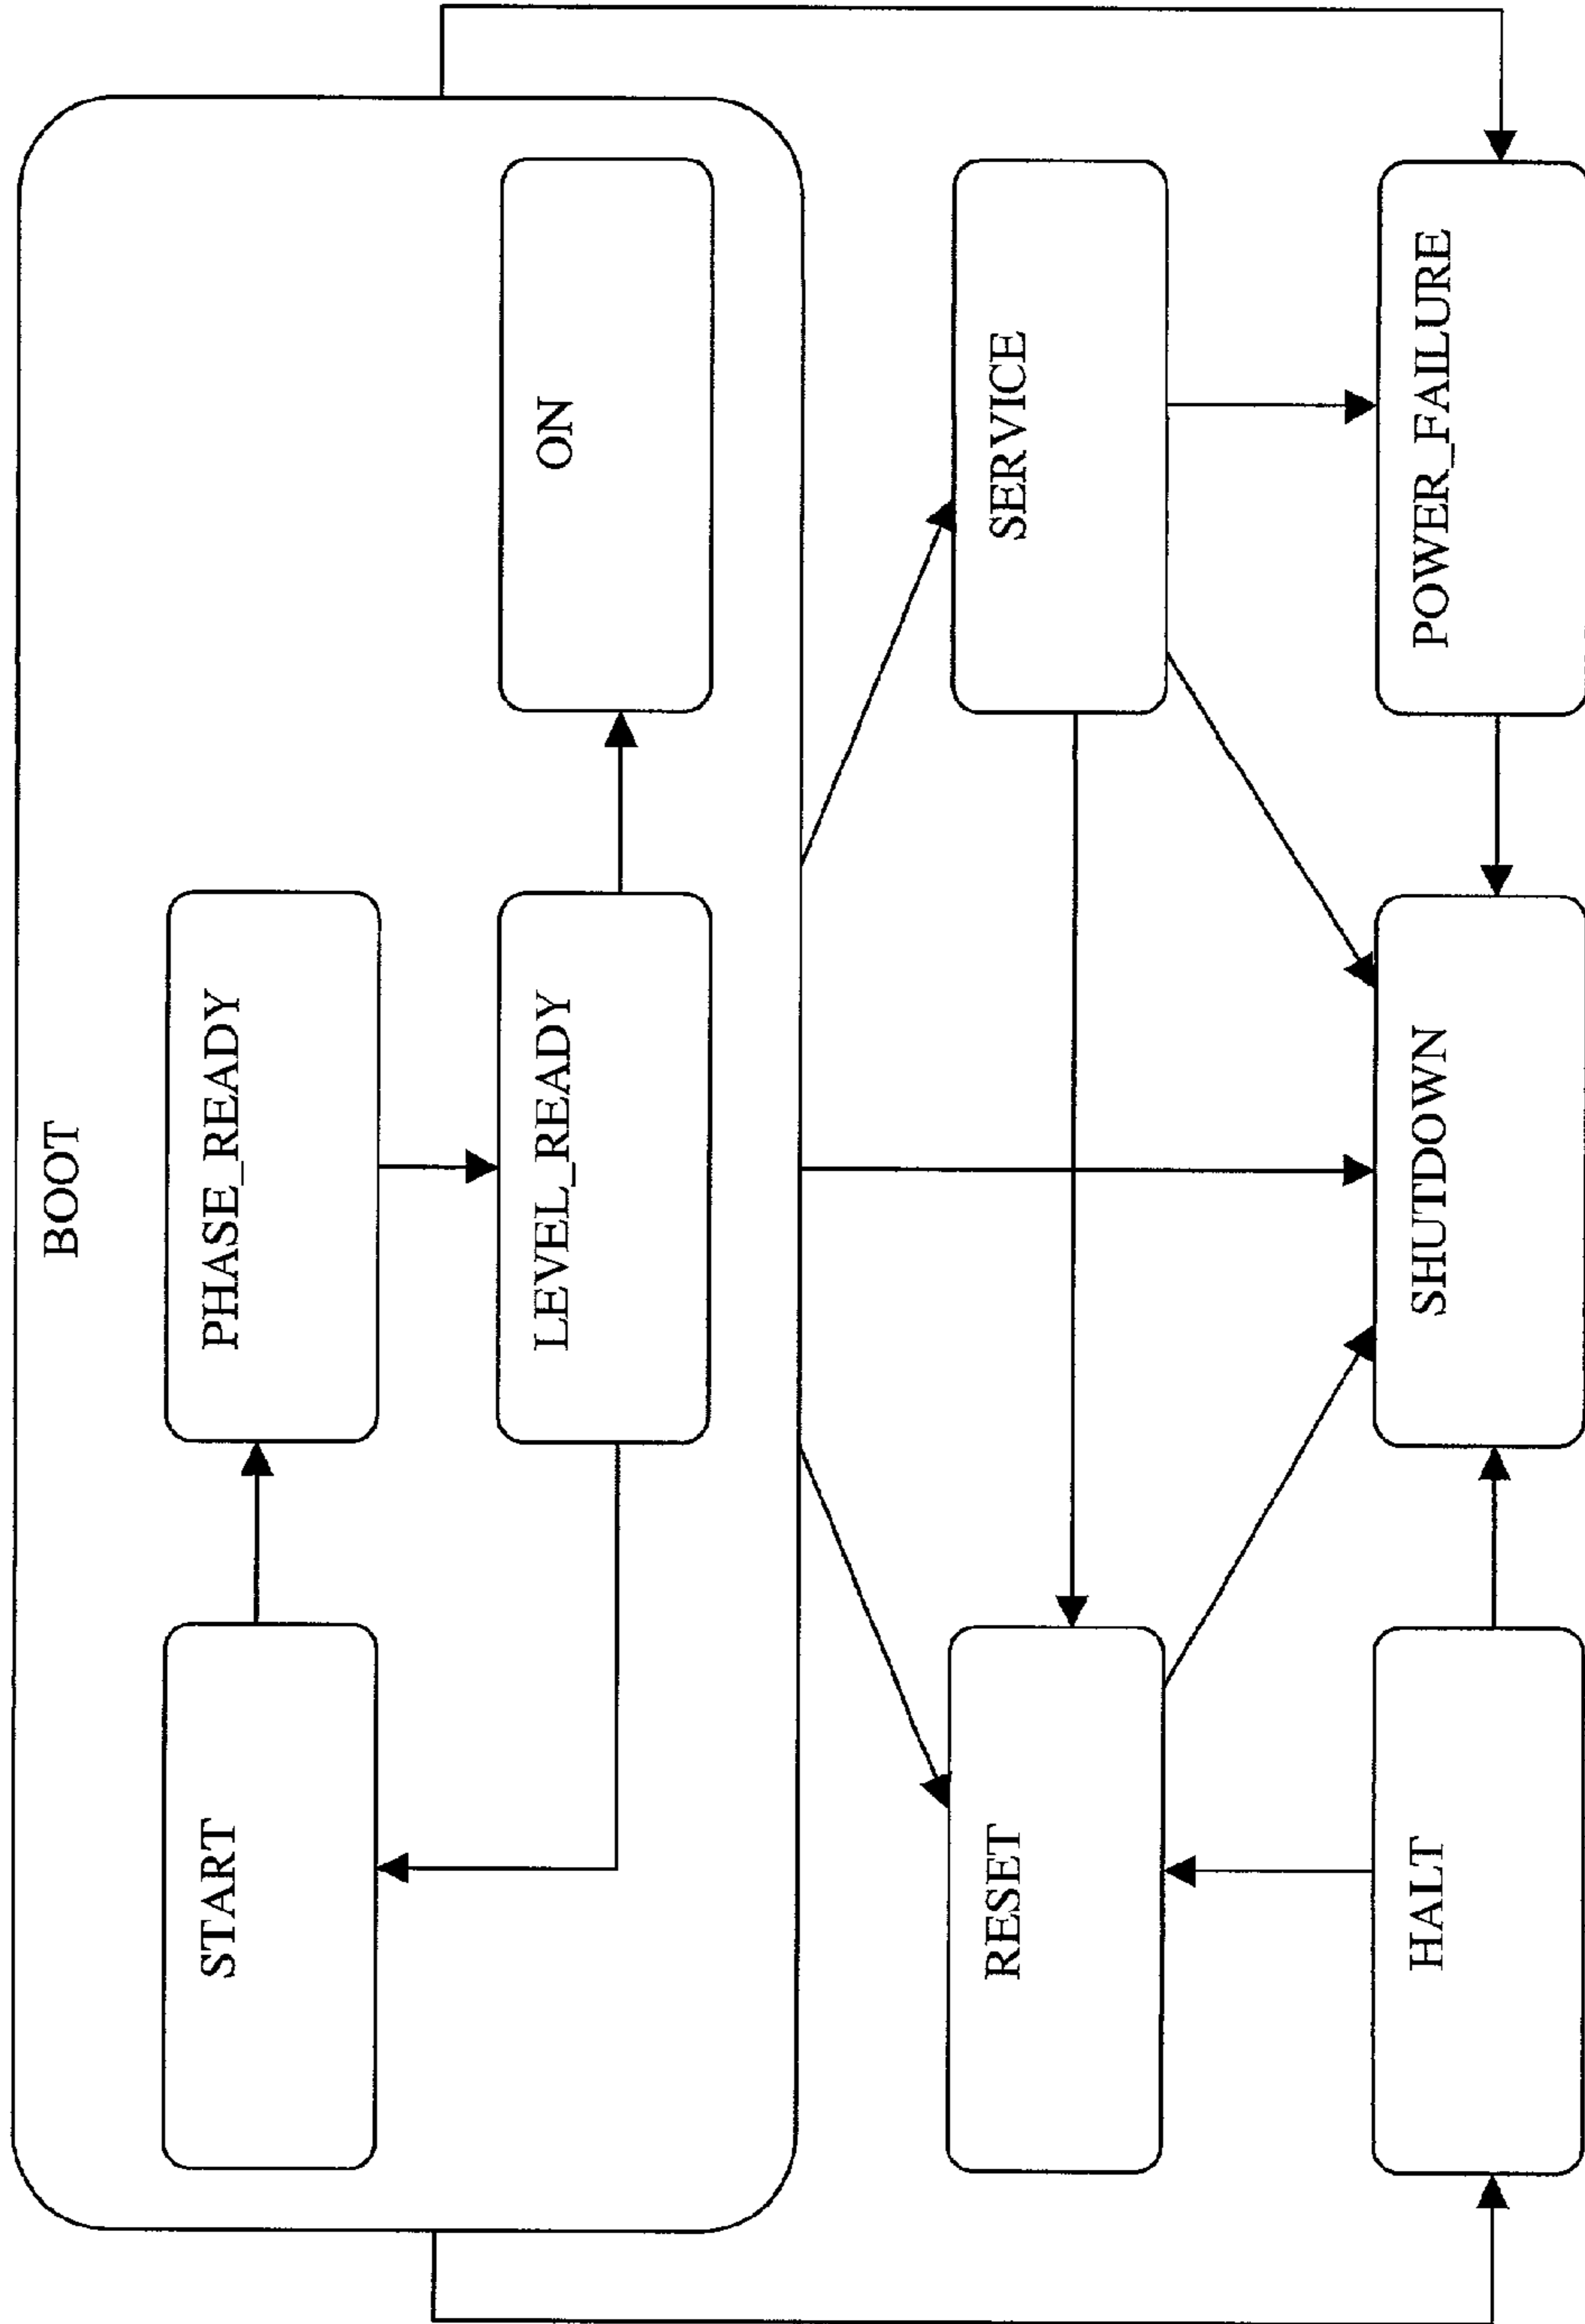 BOOT
START
PHASE_READY
LEVEL_READY
ON
RESET
SERVICE
HALT
SHUTDOWN
POWER_FAILURE